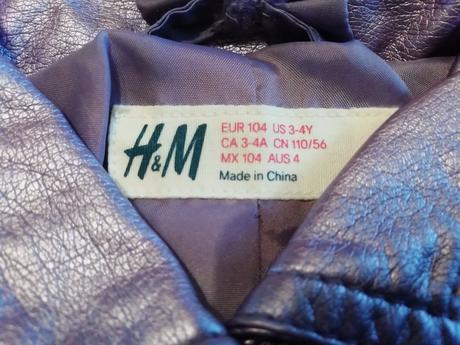 H&M
EUR 104 US 3-4Y
CA 3-4A CN 110/56
MX 104 AUS 4
Made in China